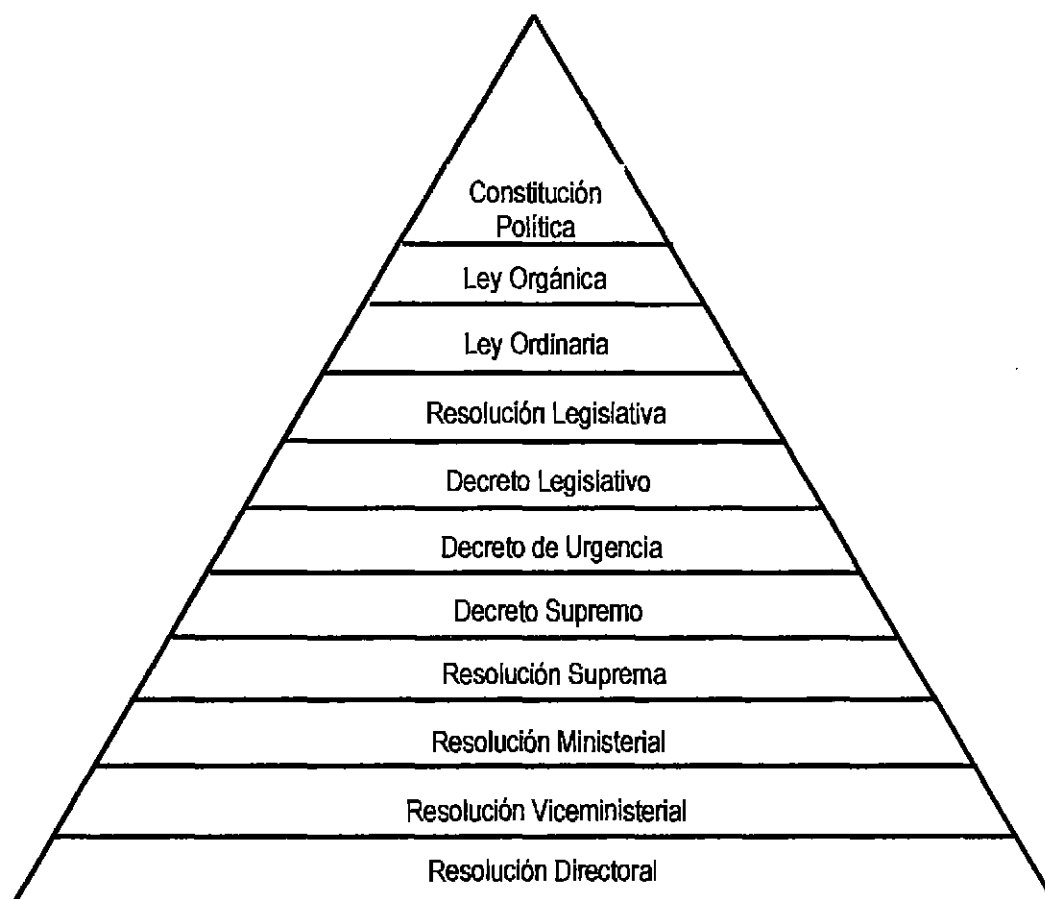 Constitución
Política
Ley Orgánica
Ley Ordinaria
Resolución Legislativa
Decreto Legislativo
Decreto de Urgencia
Decreto Supremo
Resolución Suprema
Resolución Ministerial
Resolución Viceministerial
Resolución Directoral